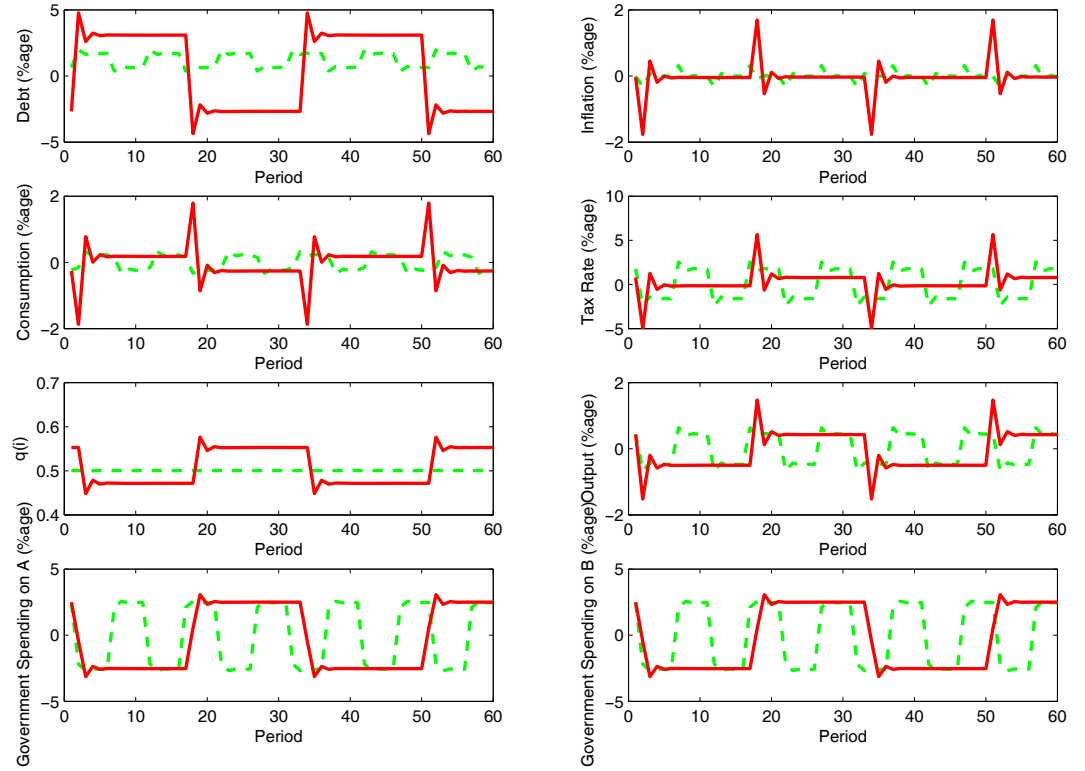 Debt (%age)
5
0
−5
0 10 20 30 40 50 60
Period
Inflation (%age)
2
0
−2
0 10 20 30 40 50 60
Period
Consumption (%age)
2
0
−2
0 10 20 30 40 50 60
Period
Tax Rate (%age)
10
5
0
−5
0 10 20 30 40 50 60
Period
q(i)
0.7
0.6
0.5
0.4
0 10 20 30 40 50 60
Period
Output (%age)
2
0
−2
0 10 20 30 40 50 60
Period
Government Spending on A (%age)
5
0
−5
0 10 20 30 40 50 60
Period
Government Spending on B (%age)
5
0
−5
0 10 20 30 40 50 60
Period